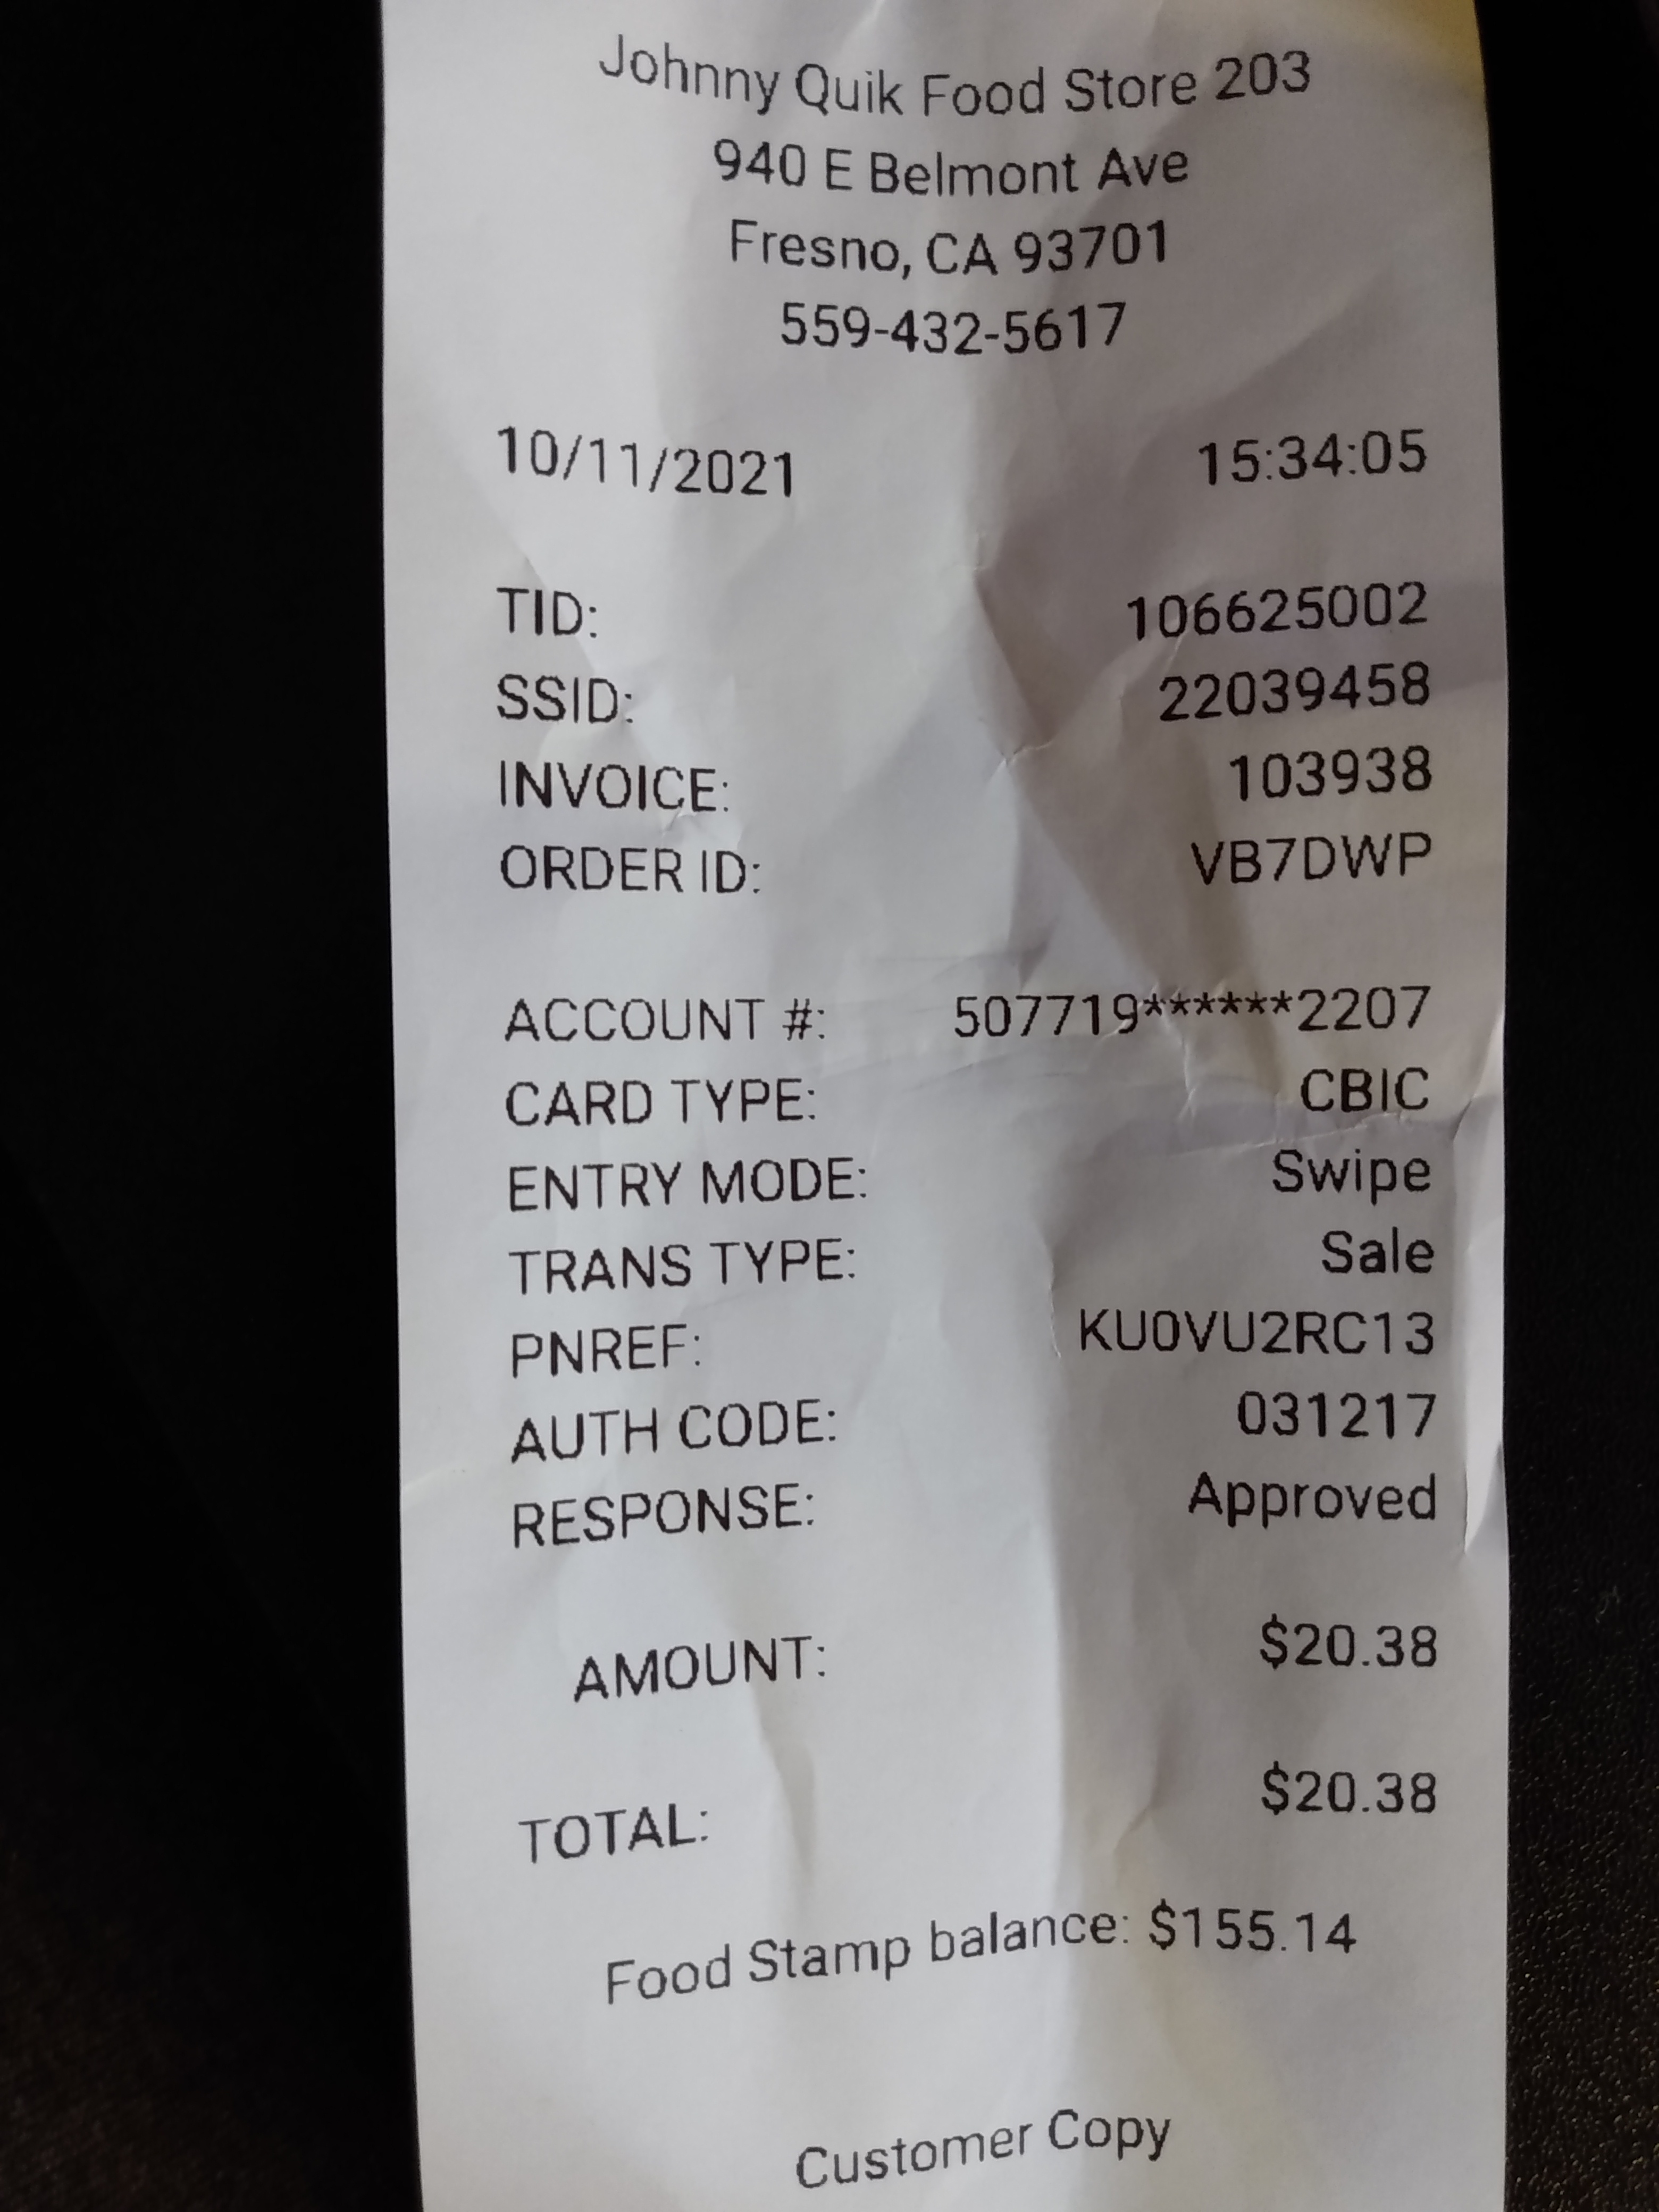 Johnny Quik Food Store 203
940 E Belmont Ave
Fresno, CA 93701
559-432-5617
10/11/2021 15:34:05
TID: 106625002
SSID: 22039458
INVOICE: 103938
ORDER ID: VB7DWP
ACCOUNT #: 507719******2207
CARD TYPE: CBIC
ENTRY MODE: Swipe
TRANS TYPE: Sale
PNREF: KU0VU2RC13
AUTH CODE: 031217
RESPONSE: Approved
AMOUNT: $20.38
TOTAL: $20.38
Food Stamp balance: $155.14
Customer Copy